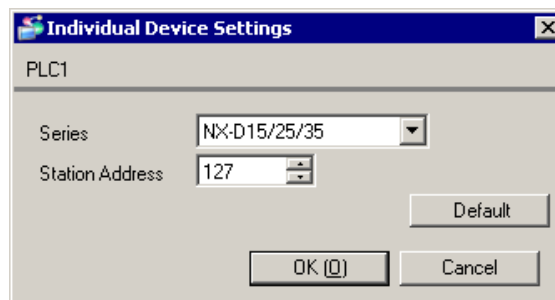 Individual Device Settings
PLC1
Series NX-D15/25/35
Station Address 127
Default
OK (O) Cancel